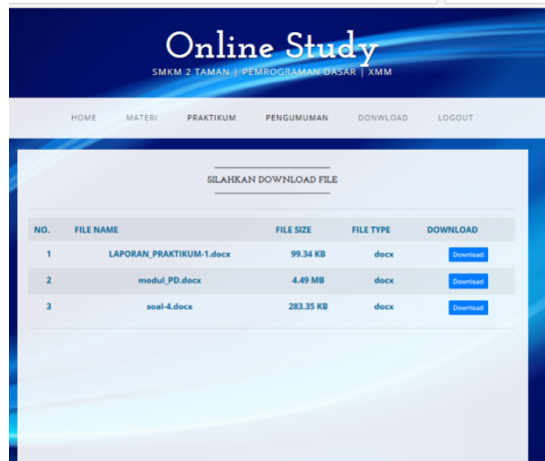 Online Study
SMKM 2 TAMAN | PEMROGRAMAN DASAR | XMM
HOME MATERI PRAKTIKUM PENGUMUMAN DONWLOAD LOGOUT
SILAHKAN DOWNLOAD FILE
NO. FILE NAME FILE SIZE FILE TYPE DOWNLOAD
1 LAPORAN_PRAKTIKUM-1.docx 99.34 KB docx Download
2 modul_PD.docx 4.49 MB docx Download
3 soal-4.docx 283.35 KB docx Download